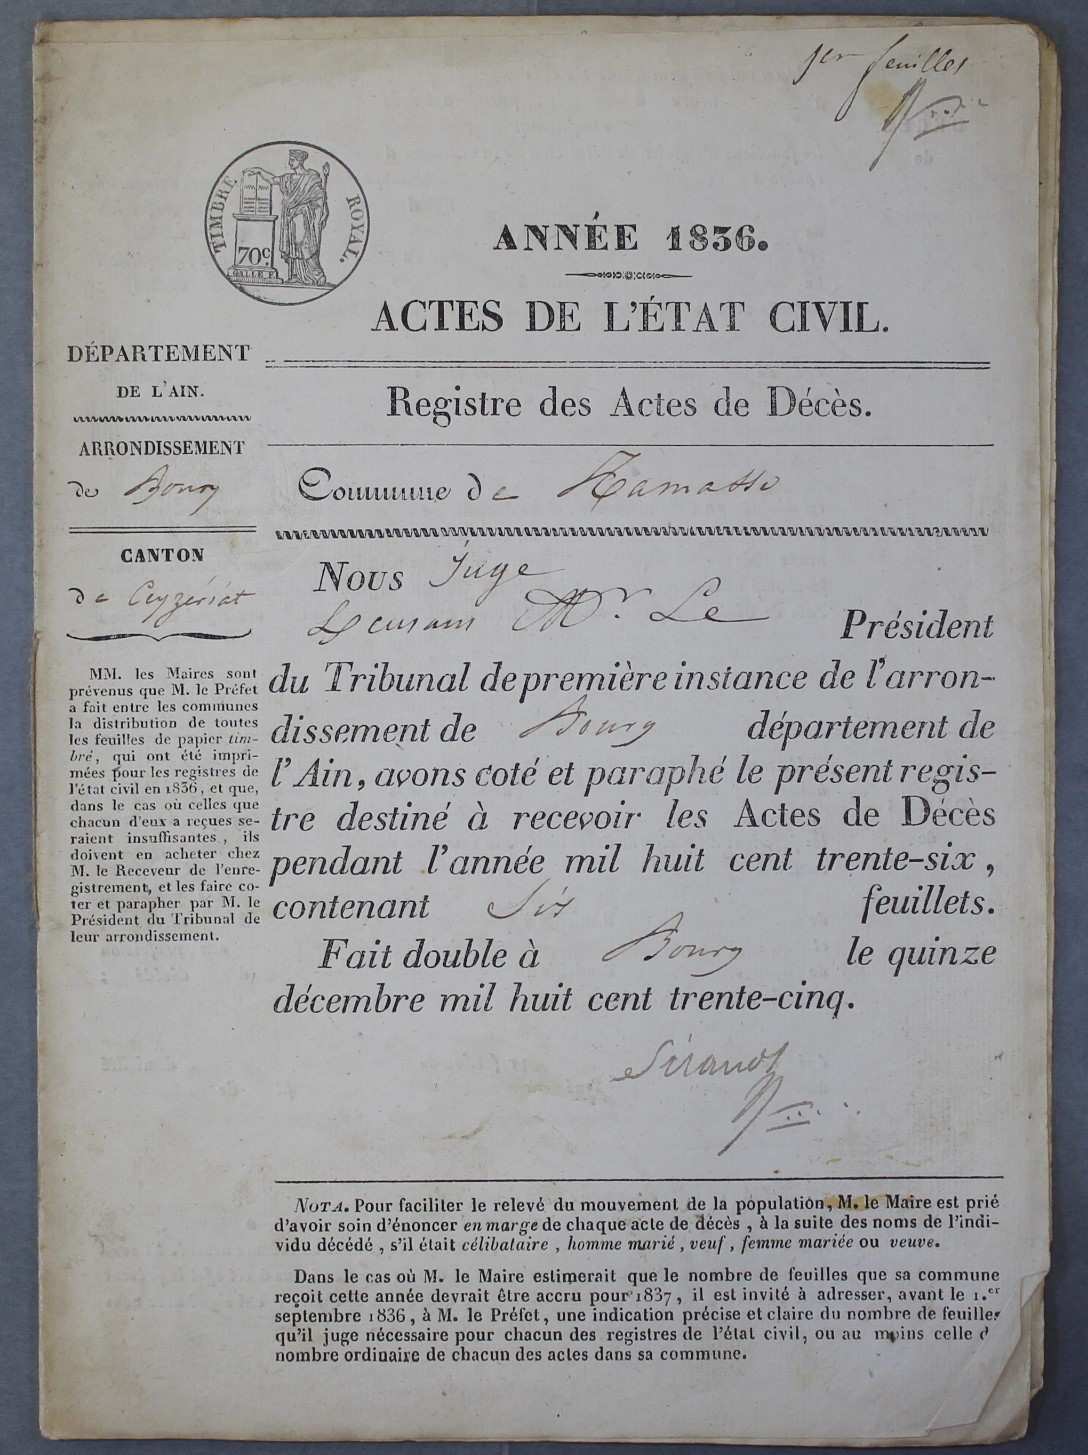 1er feuillet
TIMBRE ROYAL.
70c.
GALLE F.
ANNÉE 1836.
ACTES DE L'ÉTAT CIVIL.
DÉPARTEMENT
DE L'AIN.
Registre des Actes de Décès.
ARRONDISSEMENT
de Bourg
Commune de Ramasse
CANTON
de Ceyzériat
MM. les Maires sont
prévenus que M. le Préfet
a fait entre les communes
la distribution de toutes
les feuilles de papier tim-
bré, qui ont été impri-
mées pour les registres de
l'état civil en 1836, et que,
dans le cas où celles que
chacun d'eux a reçues se-
raient insuffisantes, ils
doivent en acheter chez
M. le Receveur de l'enre-
gistrement, et les faire co-
ter et parapher par M. le
Président du Tribunal de
leur arrondissement.
Nous Juge
Mr. Le Président
du Tribunal de première instance de l'arron-
dissement de Bourg département de
l'Ain, avons coté et paraphé le présent regis-
tre destiné à recevoir les Actes de Décès
pendant l'année mil huit cent trente-six,
contenant Six feuillets.
Fait double à Bourg le quinze
décembre mil huit cent trente-cinq.
NOTA. Pour faciliter le relevé du mouvement de la population, M. le Maire est prié
d'avoir soin d'énoncer en marge de chaque acte de décès, à la suite des noms de l'indi-
vidu décédé, s'il était célibataire, homme marié, veuf, femme mariée ou veuve.
Dans le cas où M. le Maire estimerait que le nombre de feuilles que sa commune
reçoit cette année devrait être accru pour 1837, il est invité à adresser, avant le 1.er
septembre 1836, à M. le Préfet, une indication précise et claire du nombre de feuilles
qu'il juge nécessaire pour chacun des registres de l'état civil, ou au moins celle d
nombre ordinaire de chacun des actes dans sa commune.